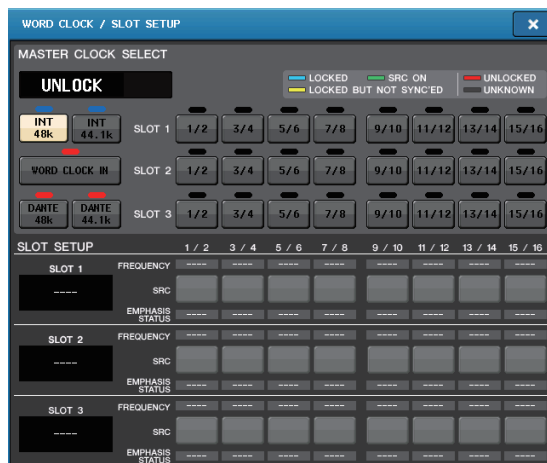 WORD CLOCK / SLOT SETUP
×
MASTER CLOCK SELECT
UNLOCK
LOCKED SRC ON UNLOCKED
LOCKED BUT NOT SYNC'ED UNKNOWN
INT 48k INT 44.1k SLOT 1 1/2 3/4 5/6 7/8 9/10 11/12 13/14 15/16
WORD CLOCK IN SLOT 2 1/2 3/4 5/6 7/8 9/10 11/12 13/14 15/16
DANTE 48k DANTE 44.1k SLOT 3 1/2 3/4 5/6 7/8 9/10 11/12 13/14 15/16
SLOT SETUP 1 / 2 3 / 4 5 / 6 7 / 8 9 / 10 11 / 12 13 / 14 15 / 16
SLOT 1 FREQUENCY ---- ---- ---- ---- ---- ---- ---- ----
---- SRC
EMPHASIS STATUS ---- ---- ---- ---- ---- ---- ---- ----
SLOT 2 FREQUENCY ---- ---- ---- ---- ---- ---- ---- ----
---- SRC
EMPHASIS STATUS ---- ---- ---- ---- ---- ---- ---- ----
SLOT 3 FREQUENCY ---- ---- ---- ---- ---- ---- ---- ----
---- SRC
EMPHASIS STATUS ---- ---- ---- ---- ---- ---- ---- ----